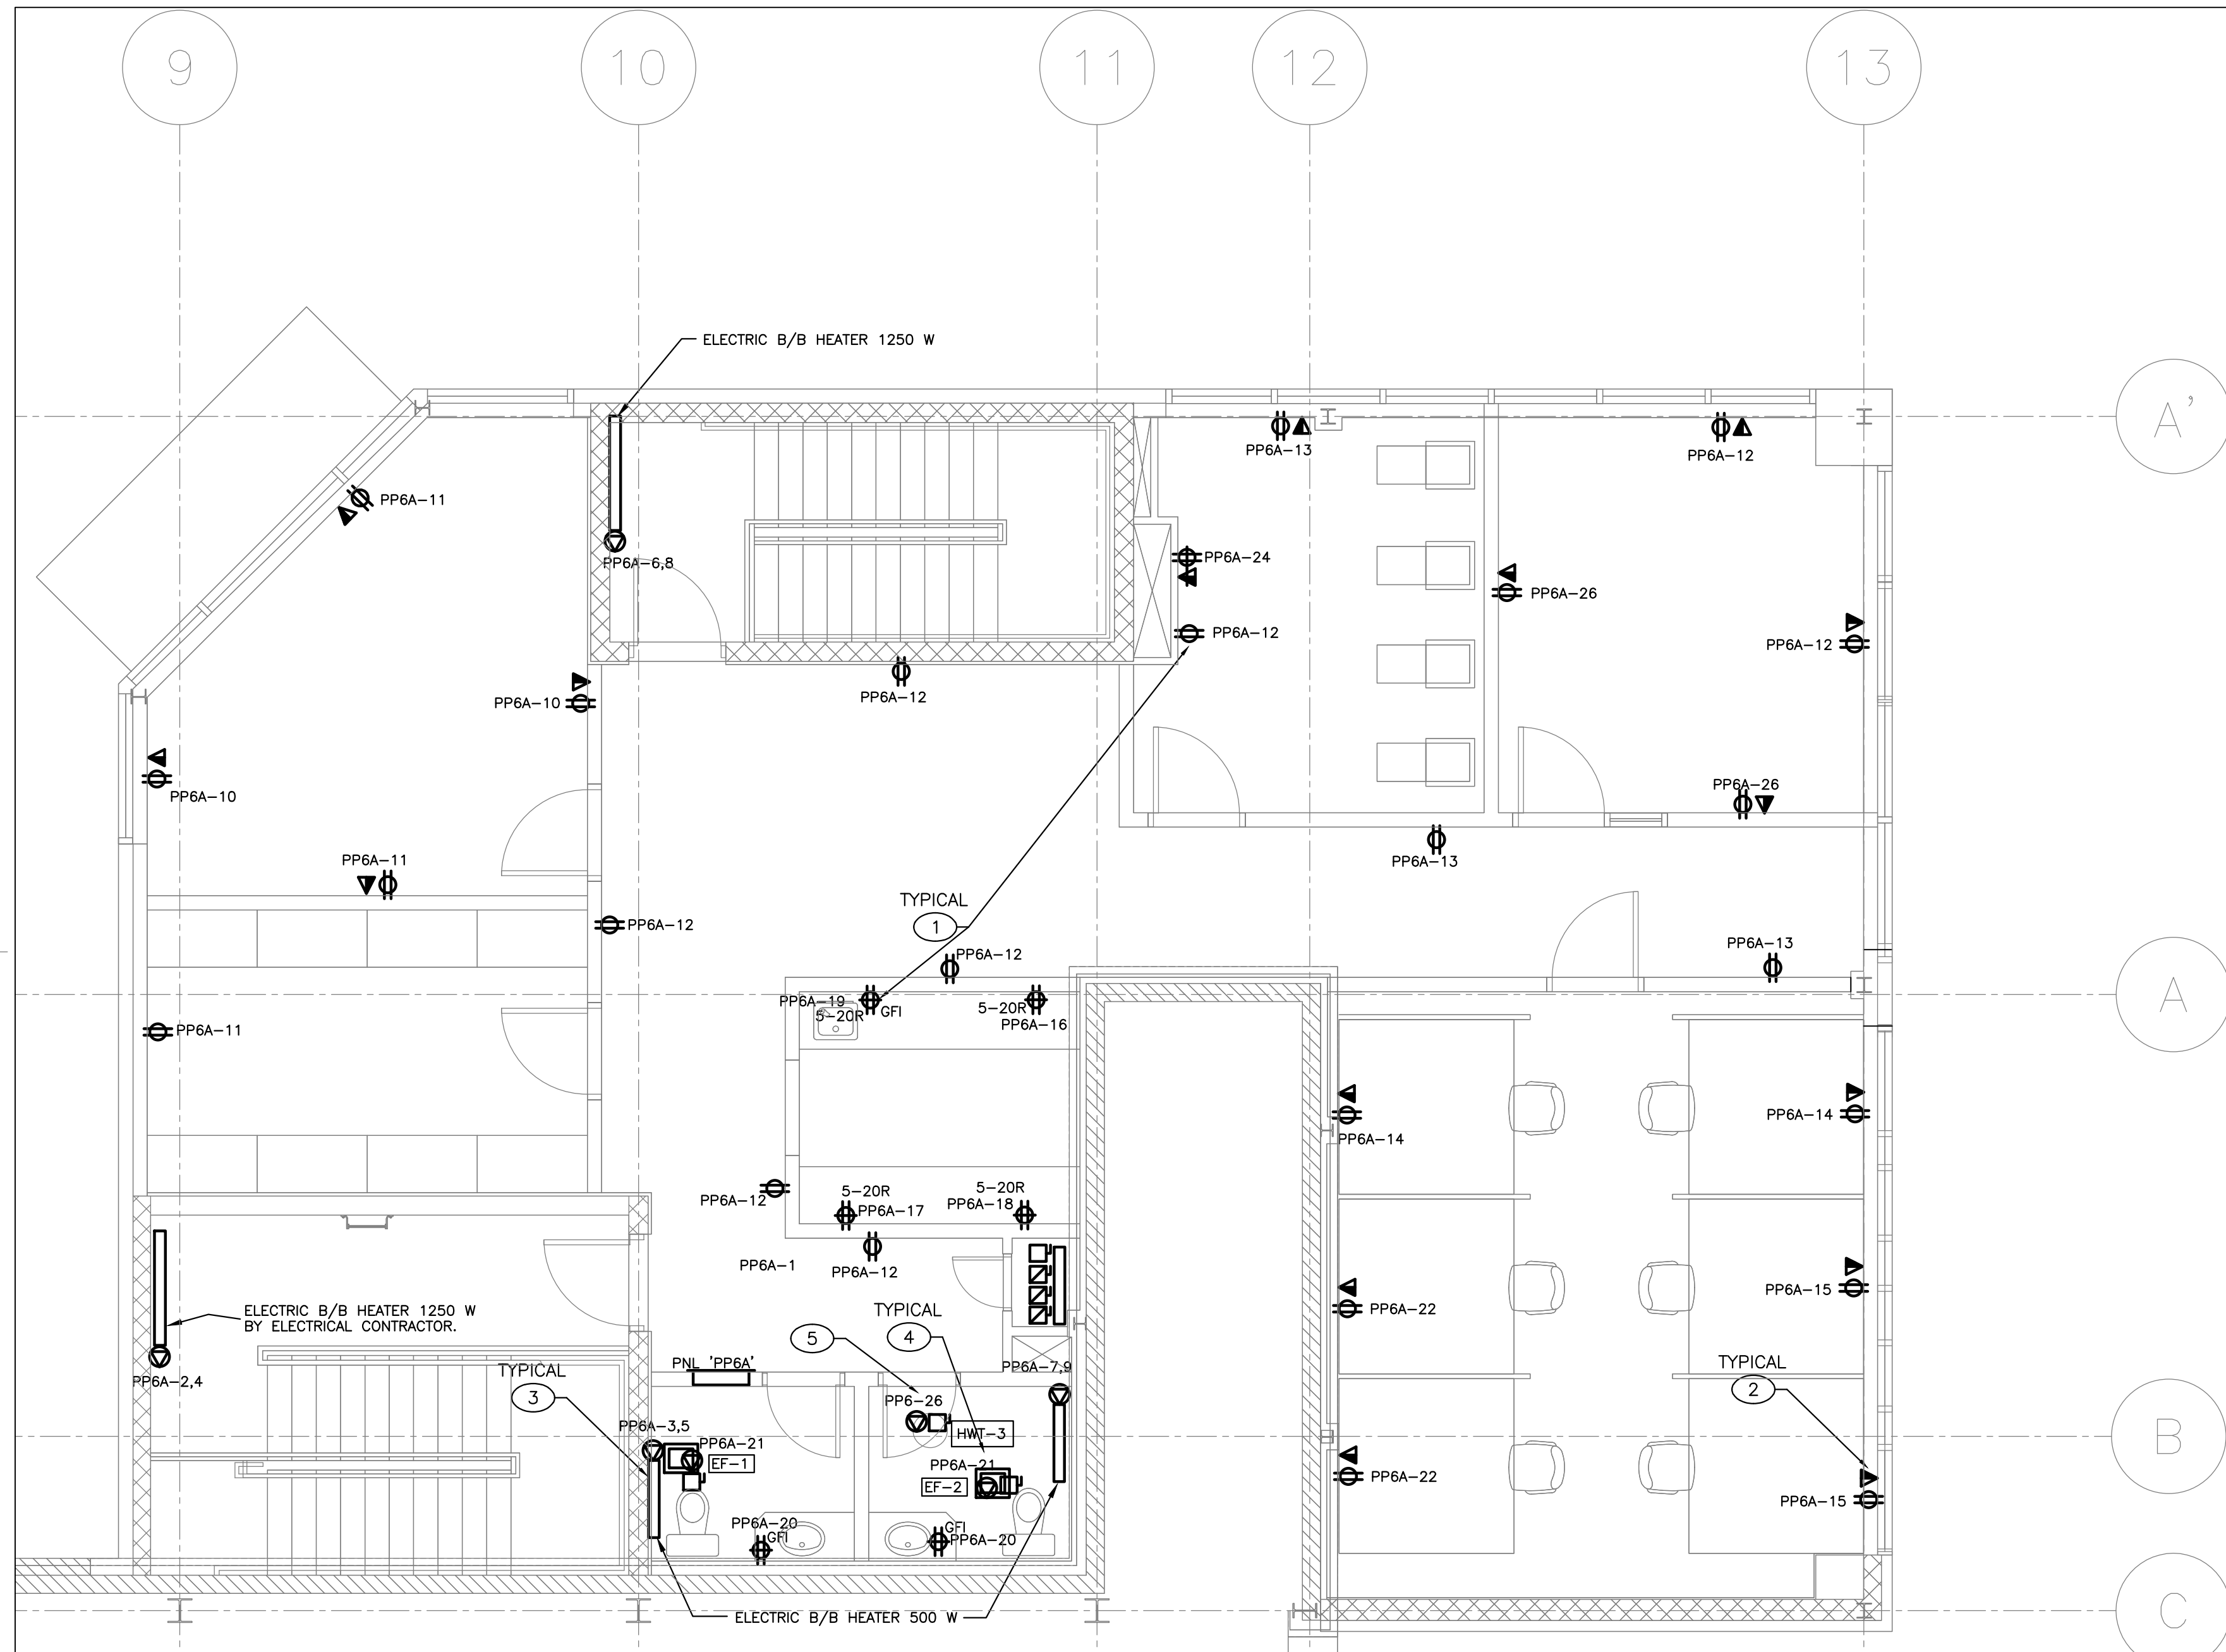 9
10
11
12
13
ELECTRIC B/B HEATER 1250 W
A'
PP6A-13
PP6A-12
PP6A-11
PP6A-6,8
PP6A-24
PP6A-26
PP6A-12
PP6A-12
PP6A-10
PP6A-12
PP6A-10
PP6A-26
PP6A-11
PP6A-13
TYPICAL
1
PP6A-12
PP6A-12
PP6A-13
PP6A-19
5-20R
GFI
5-20R
PP6A-16
A
PP6A-11
PP6A-14
PP6A-14
PP6A-12
5-20R
PP6A-17
5-20R
PP6A-18
PP6A-1
PP6A-12
PP6A-15
ELECTRIC B/B HEATER 1250 W
BY ELECTRICAL CONTRACTOR.
TYPICAL
5
4
PP6A-22
PP6A-2,4
TYPICAL
3
PNL 'PP6A'
PP6A-7,9
TYPICAL
2
PP6-26
HWT-3
PP6A-3,5
PP6A-21
EF-1
PP6A-21
EF-2
B
PP6A-22
PP6A-15
PP6A-20
GFI
GFI
PP6A-20
ELECTRIC B/B HEATER 500 W
C